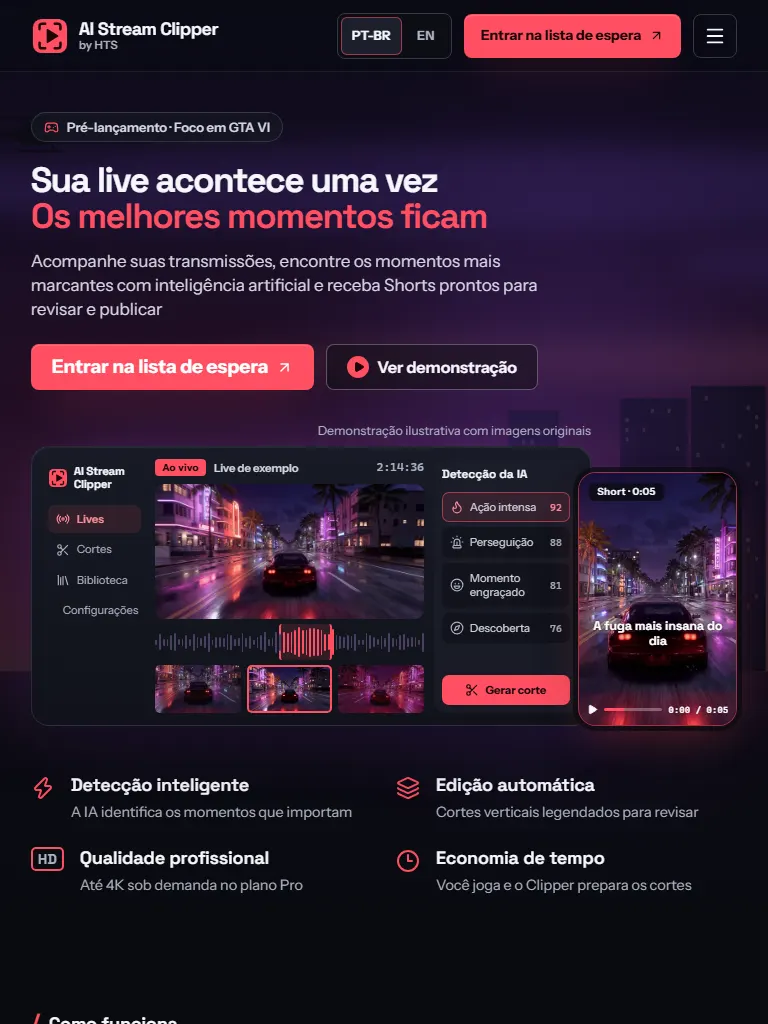 AI Stream Clipper
by HTS
PT-BR
EN
Entrar na lista de espera
Pré-lançamento · Foco em GTA VI
Sua live acontece uma vez
Os melhores momentos ficam
Acompanhe suas transmissões, encontre os momentos mais
marcantes com inteligência artificial e receba Shorts prontos para
revisar e publicar
Entrar na lista de espera
Ver demonstração
Demonstração ilustrativa com imagens originais
AI Stream
Clipper
Lives
Cortes
Biblioteca
Configurações
Ao vivo
Live de exemplo
2:14:36
Detecção da IA
Ação intensa 92
Perseguição 88
Momento
engraçado 81
Descoberta 76
Gerar corte
Short · 0:05
A fuga mais insana do
dia
0:00 / 0:05
Detecção inteligente
A IA identifica os momentos que importam
Edição automática
Cortes verticais legendados para revisar
HD
Qualidade profissional
Até 4K sob demanda no plano Pro
Economia de tempo
Você joga e o Clipper prepara os cortes
/ Como funciona